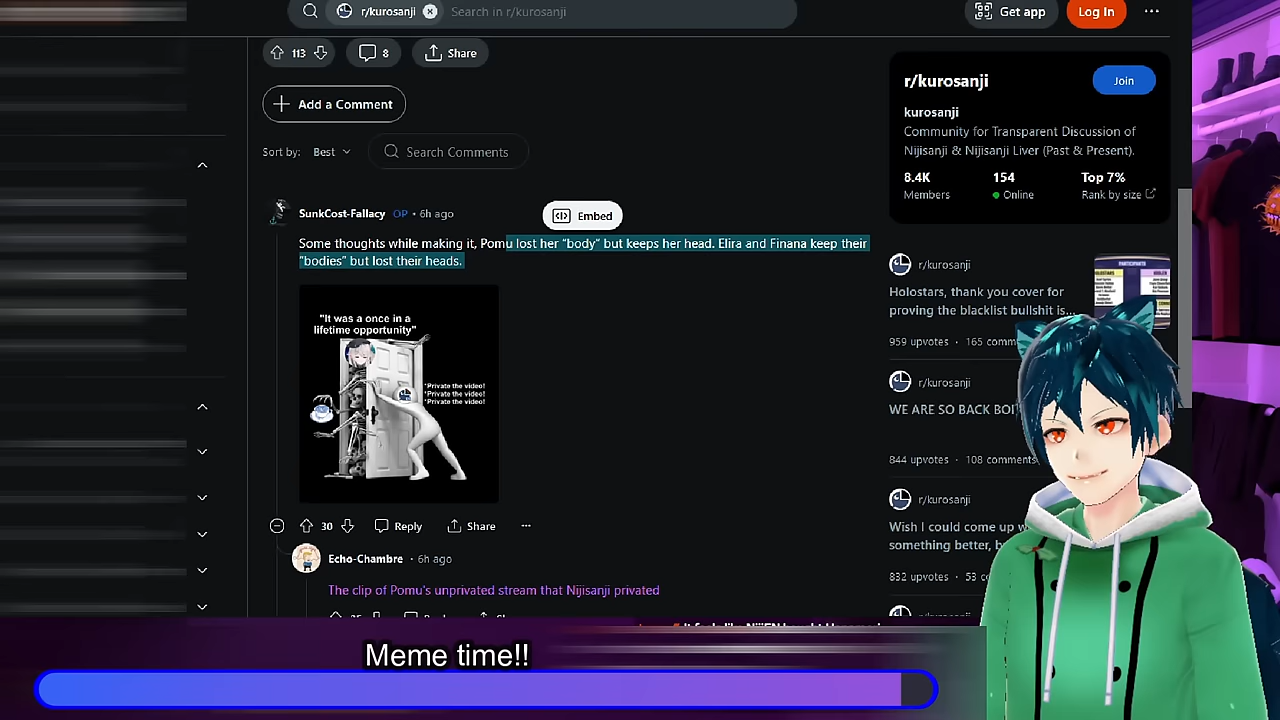 r/kurosanji
Search in r/kurosanji
Get app
Log In
113
8
Share
Add a Comment
Sort by:
Best
Search Comments
SunkCost-Fallacy OP • 6h ago
Embed
Some thoughts while making it, Pomu lost her “body” but keeps her head. Elira and Finana keep their
“bodies” but lost their heads.
"It was a once in a
lifetime opportunity"
*Private the video!
*Private the video!
*Private the video!
30
Reply
Share
Echo-Chambre • 6h ago
The clip of Pomu's unprivated stream that Nijisanji privated
r/kurosanji
Join
kurosanji
Community for Transparent Discussion of
Nijisanji & Nijisanji Liver (Past & Present).
8.4K
154
Top 7%
Members
Online
Rank by size
r/kurosanji
Holostars, thank you cover for
proving the blacklist bullshit is...
959 upvotes • 165 comm
r/kurosanji
WE ARE SO BACK BOI
844 upvotes • 108 comments
r/kurosanji
Wish I could come up w
something better, b
832 upvotes • 53 c
Meme time!!